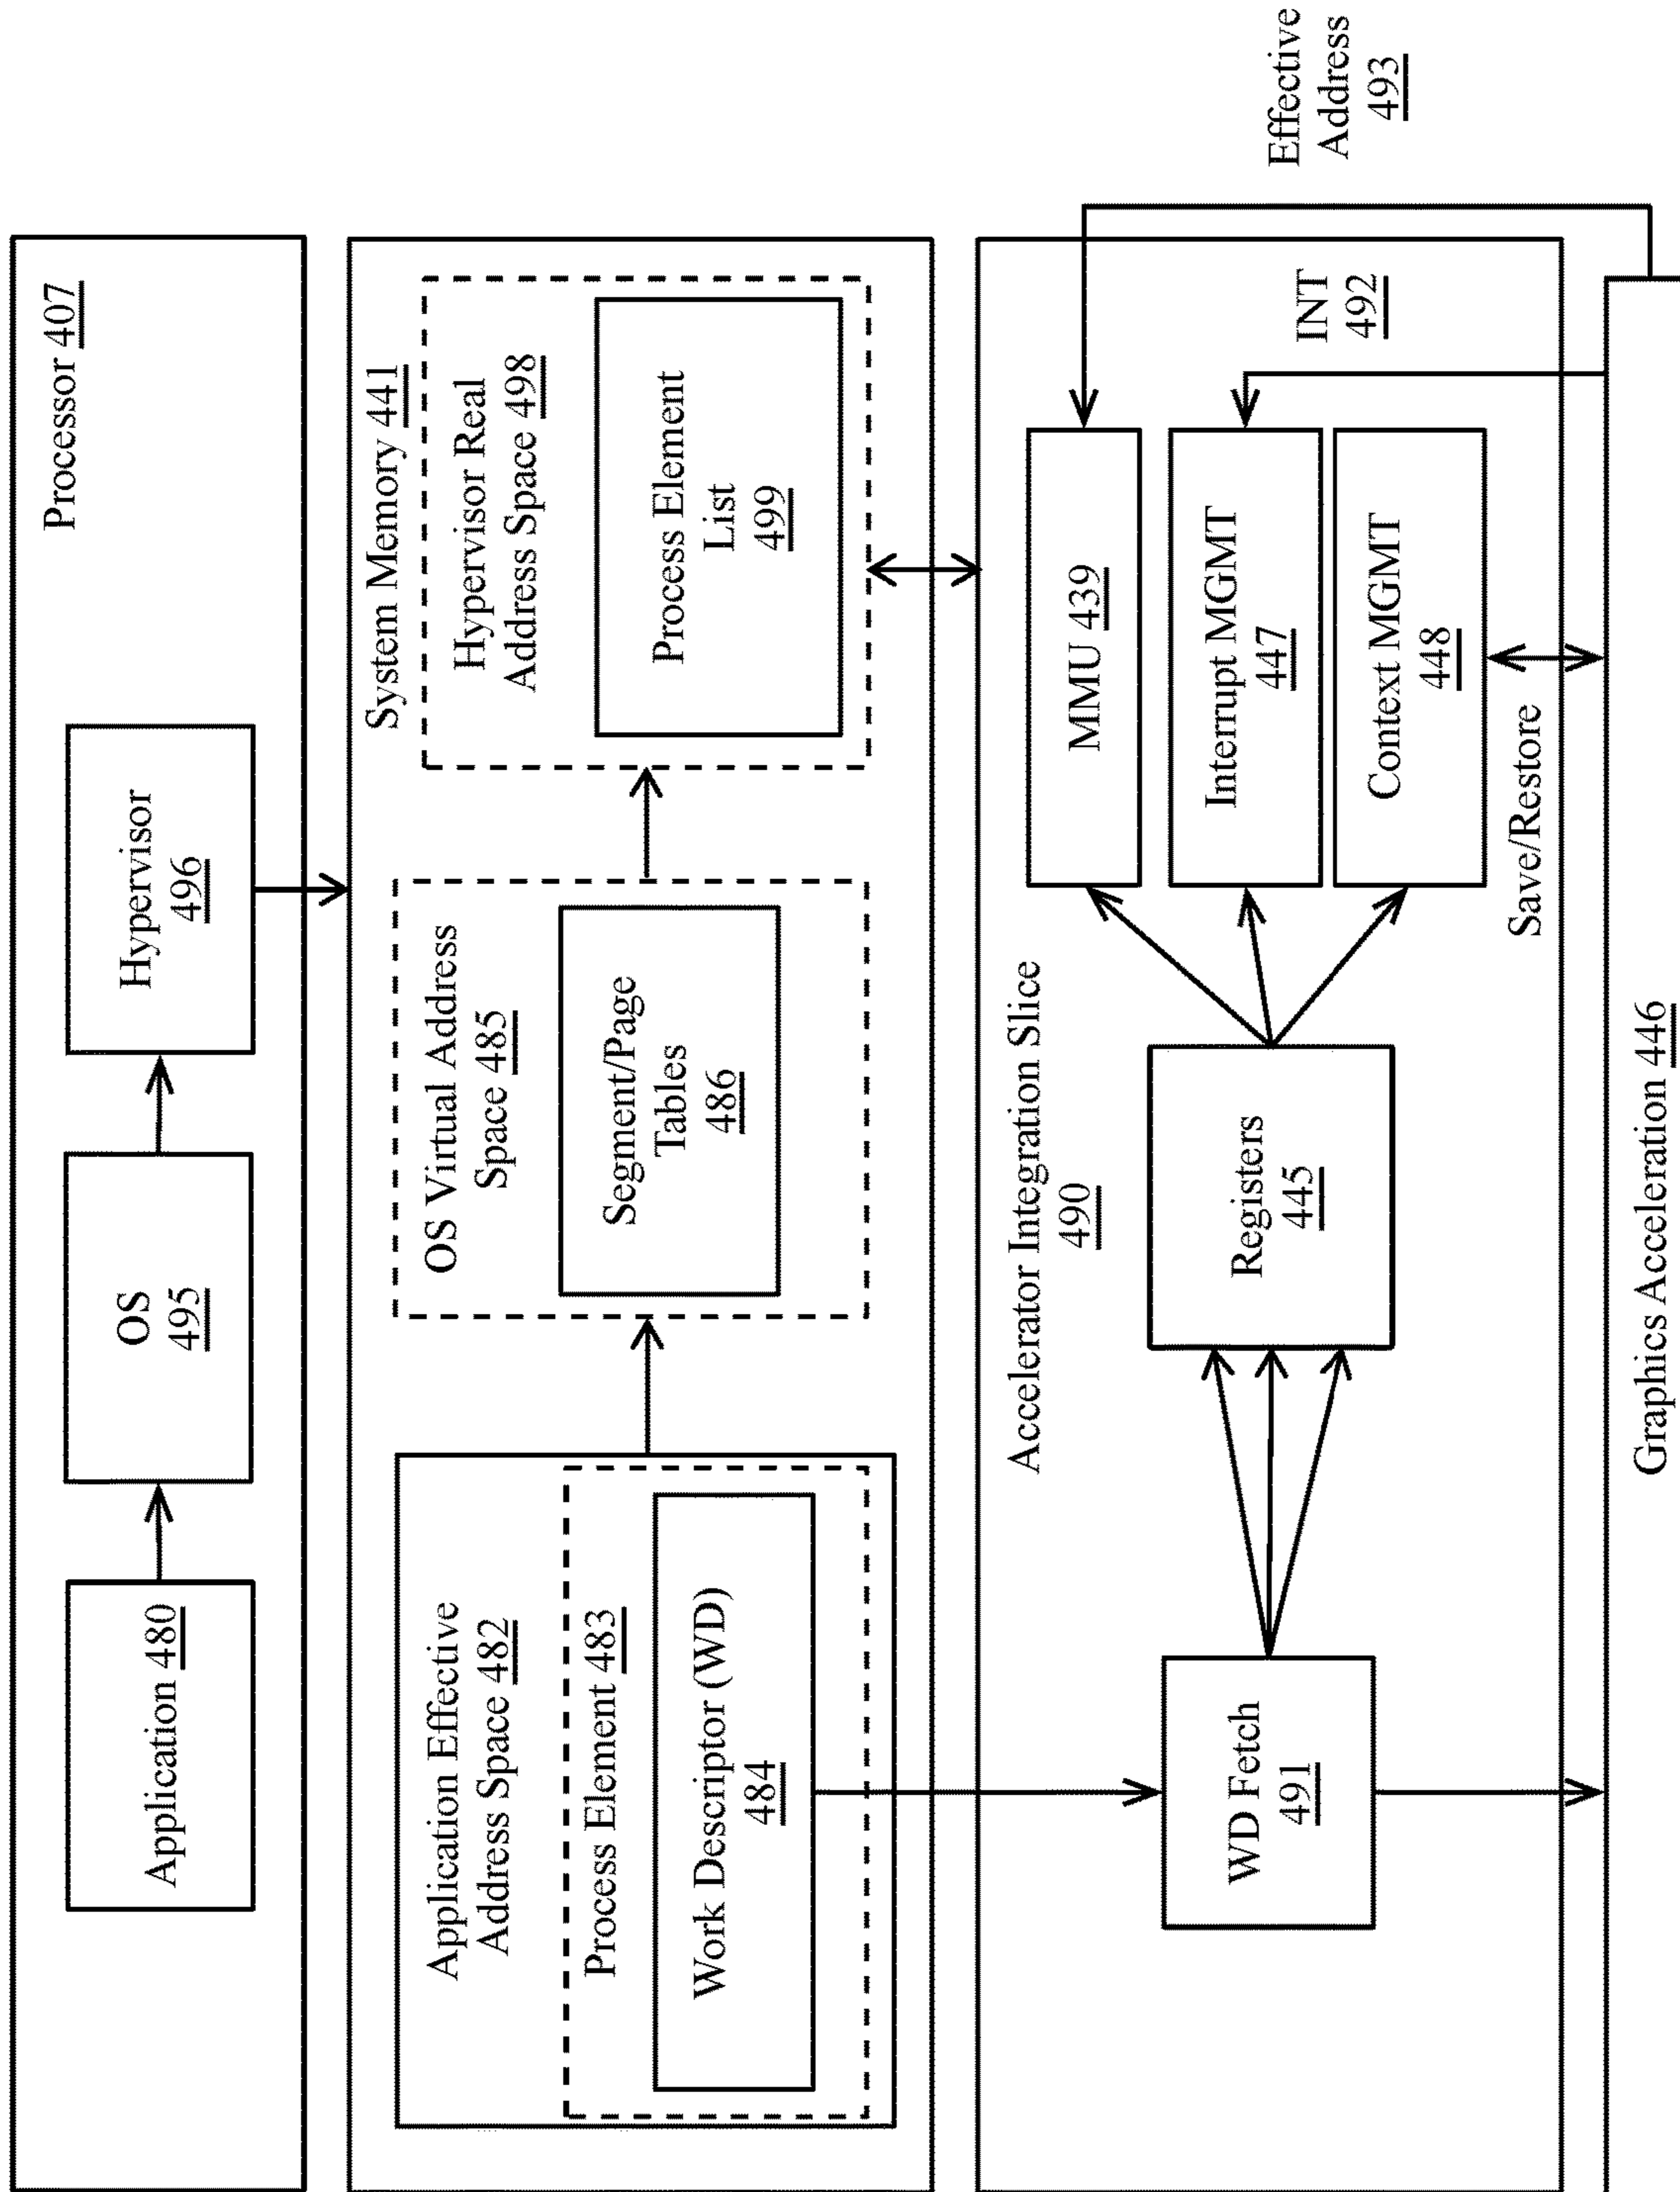 Processor 407
Application 480
OS
495
Hypervisor
496
System Memory 441
Application Effective
Address Space 482
Process Element 483
Work Descriptor (WD)
484
OS Virtual Address
Space 485
Segment/Page
Tables
486
Hypervisor Real
Address Space 498
Process Element
List
499
Accelerator Integration Slice
490
WD Fetch
491
Registers
445
MMU 439
Interrupt MGMT
447
Context MGMT
448
INT
492
Effective
Address
493
Save/Restore
Graphics Acceleration 446